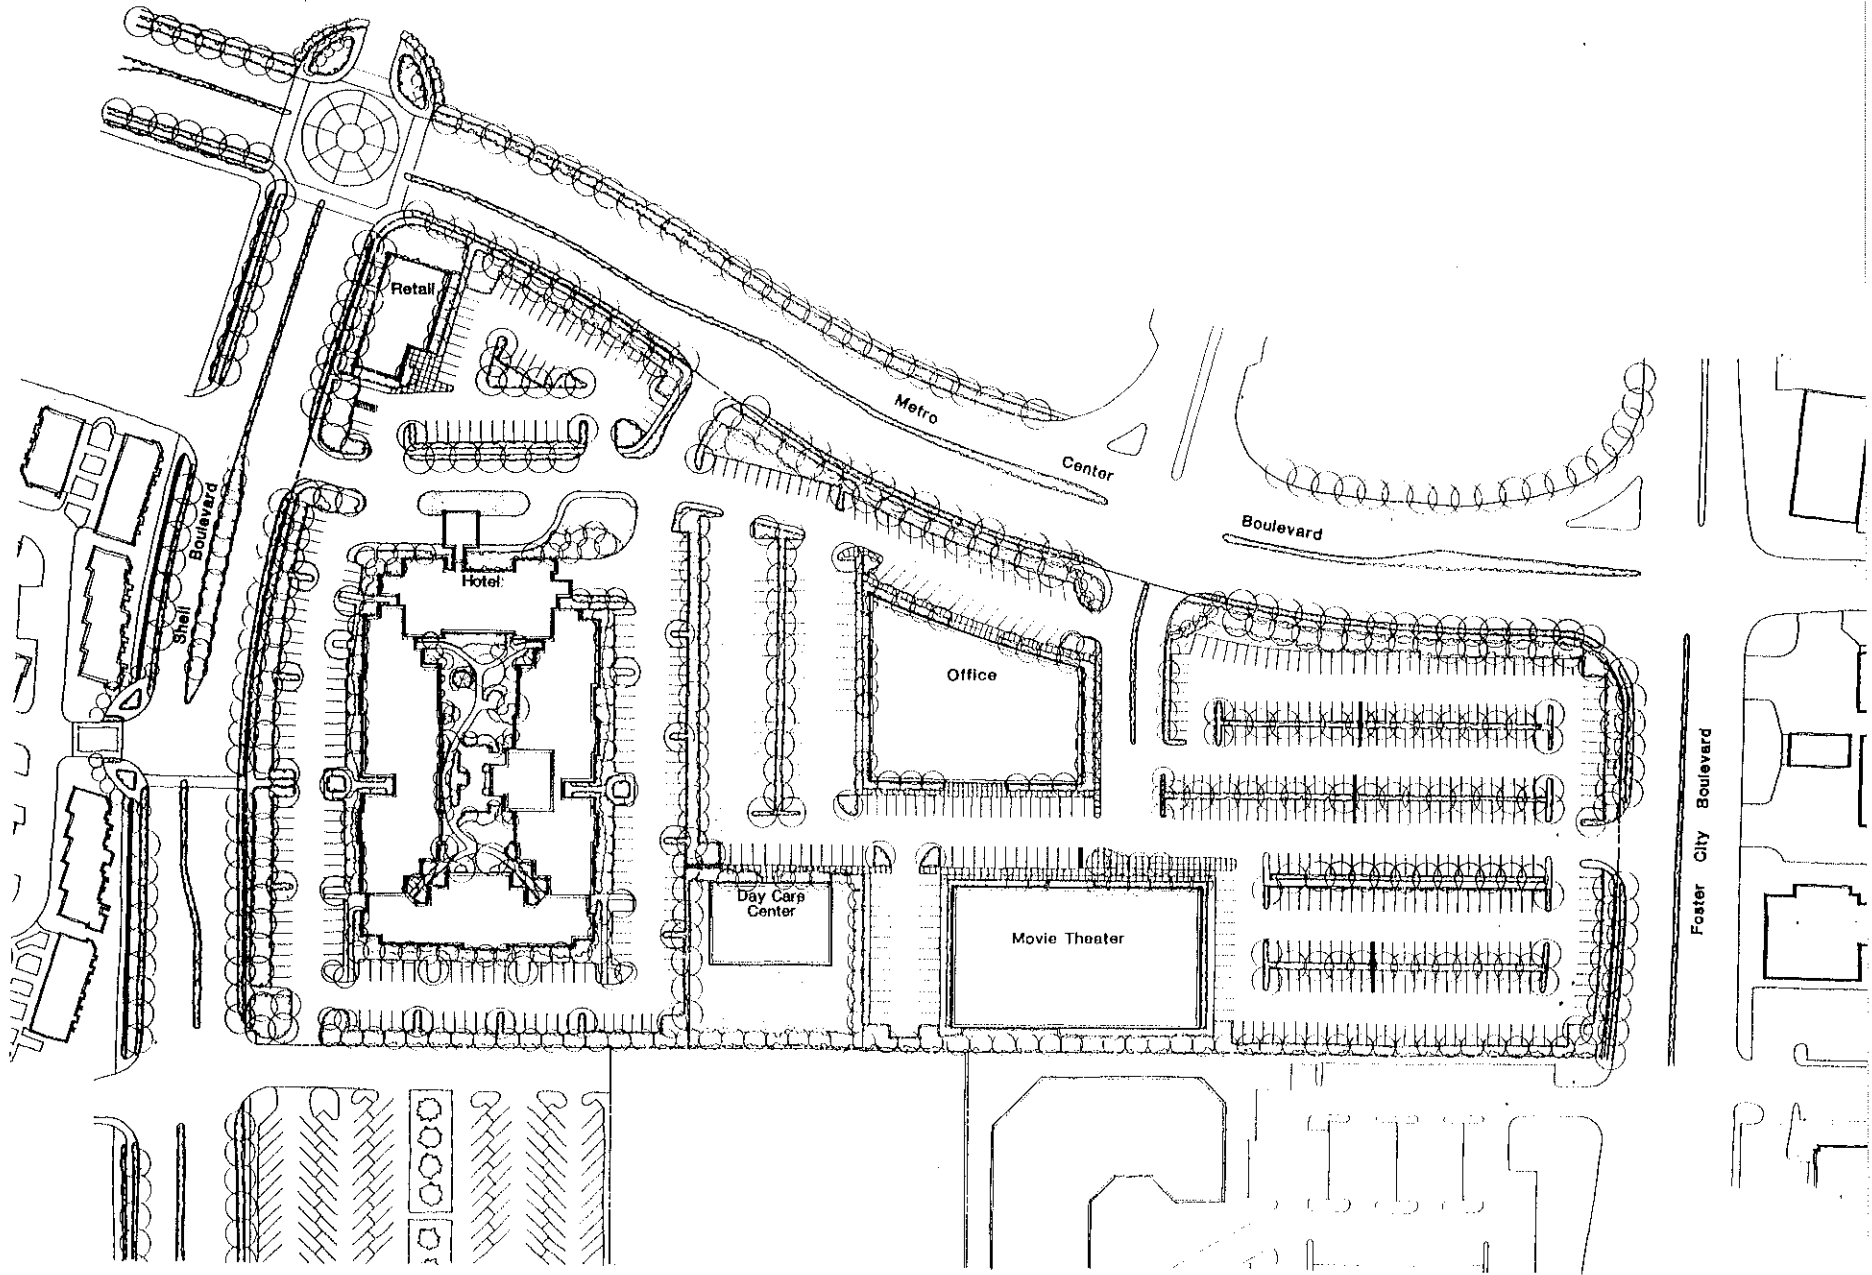 Retail
Metro
Center
Boulevard
Shell
Boulevard
Hotel
Office
Foster City Boulevard
Day Care
Center
Movie Theater